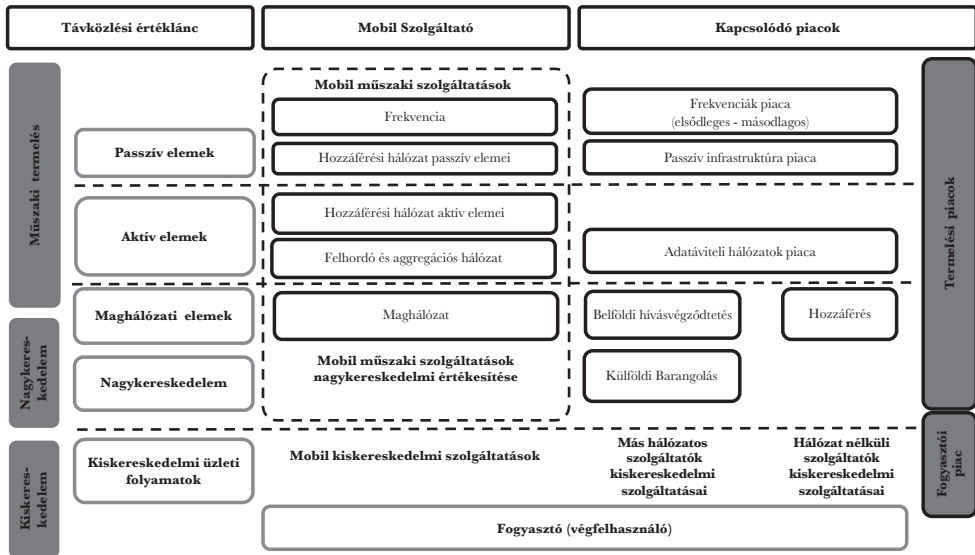 Távközlési értéklánc
Mobil Szolgáltató
Kapcsolódó piacok
Műszaki termelés
Nagykeres-
kedelem
Kiskeres-
kedelem
Passzív elemek
Aktív elemek
Maghálózati elemek
Nagykereskedelem
Kiskereskedelmi üzleti
folyamatok
Mobil műszaki szolgáltatások
Frekvencia
Hozzáférési hálózat passzív elemei
Hozzáférési hálózat aktív elemei
Felhordó és aggregációs hálózat
Maghálózat
Mobil műszaki szolgáltatások
nagykereskedelmi értékesítése
Mobil kiskereskedelmi szolgáltatások
Frekvenciák piaca
(elsődleges - másodlagos)
Passzív infrastruktúra piaca
Adatáviteli hálózatok piaca
Belföldi hívásvégződtetés
Hozzáférés
Külföldi Barangolás
Más hálózatos
szolgáltatók
kiskereskedelmi
szolgáltatásai
Hálózat nélküli
szolgáltatók
kiskereskedelmi
szolgáltatásai
Fogyasztó (végfelhasználó)
Termelési piacok
Fogyasztói
piac